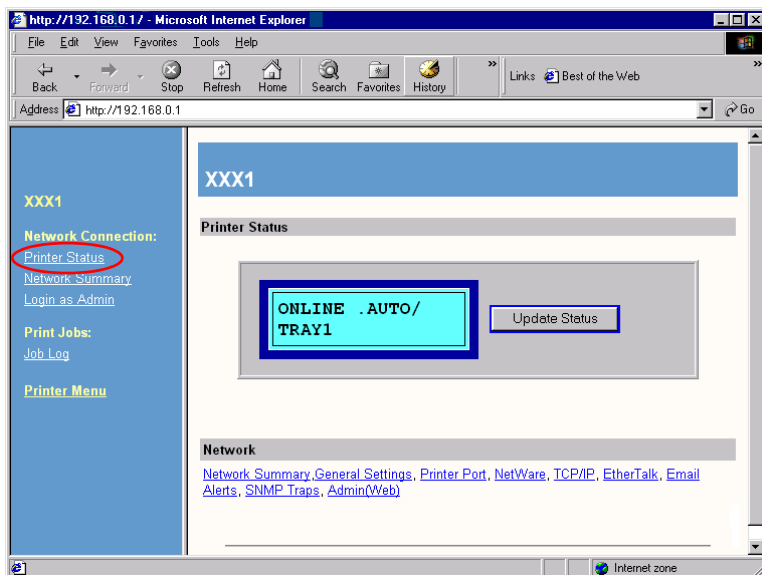 http://192.168.0.1/ - Microsoft Internet Explorer
File Edit View Favorites Tools Help
Back Forward Stop Refresh Home Search Favorites History » Links Best of the Web »
Address http://192.168.0.1 Go
XXX1
Network Connection:
Printer Status
Network Summary
Login as Admin
Print Jobs:
Job Log
Printer Menu
XXX1
Printer Status
ONLINE .AUTO/
TRAY1
Update Status
Network
Network Summary,General Settings, Printer Port, NetWare, TCP/IP, EtherTalk, Email
Alerts, SNMP Traps, Admin(Web)
Internet zone